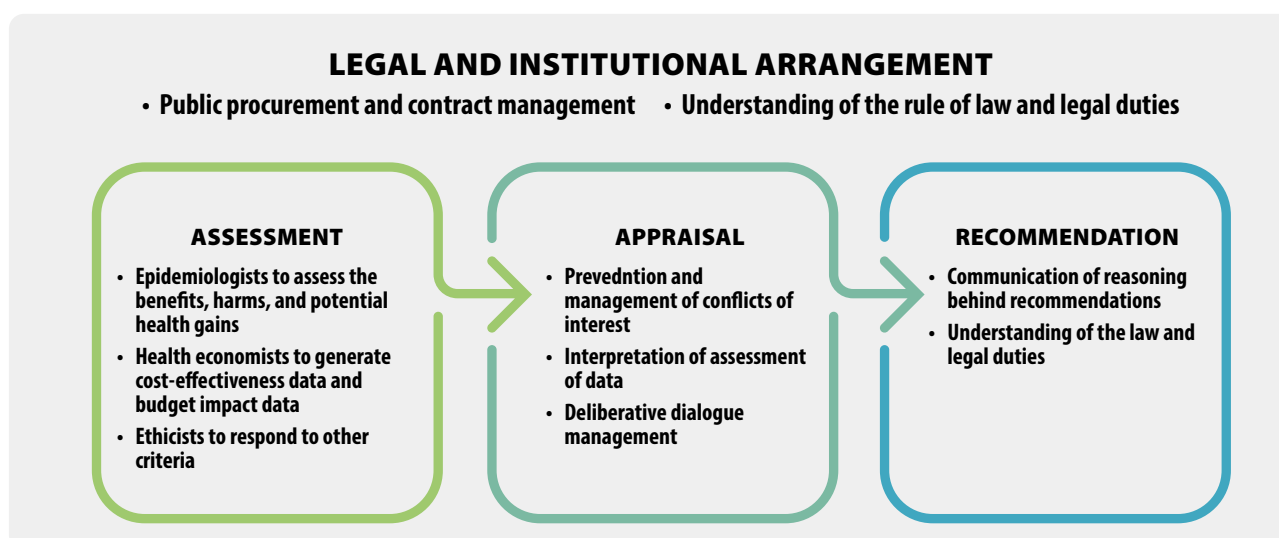 LEGAL AND INSTITUTIONAL ARRANGEMENT
• Public procurement and contract management • Understanding of the rule of law and legal duties
ASSESSMENT
• Epidemiologists to assess the
benefits, harms, and potential
health gains
• Health economists to generate
cost-effectiveness data and
budget impact data
• Ethicists to respond to other
criteria
APPRAISAL
• Prevedntion and
management of conflicts of
interest
• Interpretation of assessment
of data
• Deliberative dialogue
management
RECOMMENDATION
• Communication of reasoning
behind recommendations
• Understanding of the law and
legal duties